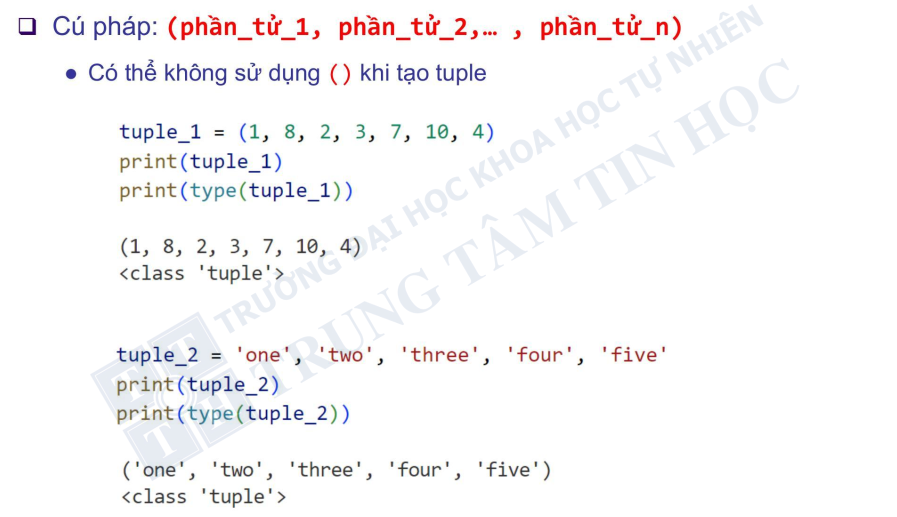 ❑ Cú pháp: (phần_tử_1, phần_tử_2,… , phần_tử_n)
• Có thể không sử dụng () khi tạo tuple
tuple_1 = (1, 8, 2, 3, 7, 10, 4)
print(tuple_1)
print(type(tuple_1))
(1, 8, 2, 3, 7, 10, 4)
<class 'tuple'>
tuple_2 = 'one', 'two', 'three', 'four', 'five'
print(tuple_2)
print(type(tuple_2))
('one', 'two', 'three', 'four', 'five')
<class 'tuple'>
TRƯỜNG ĐẠI HỌC KHOA HỌC TỰ NHIÊN
TRUNG TÂM TIN HỌC